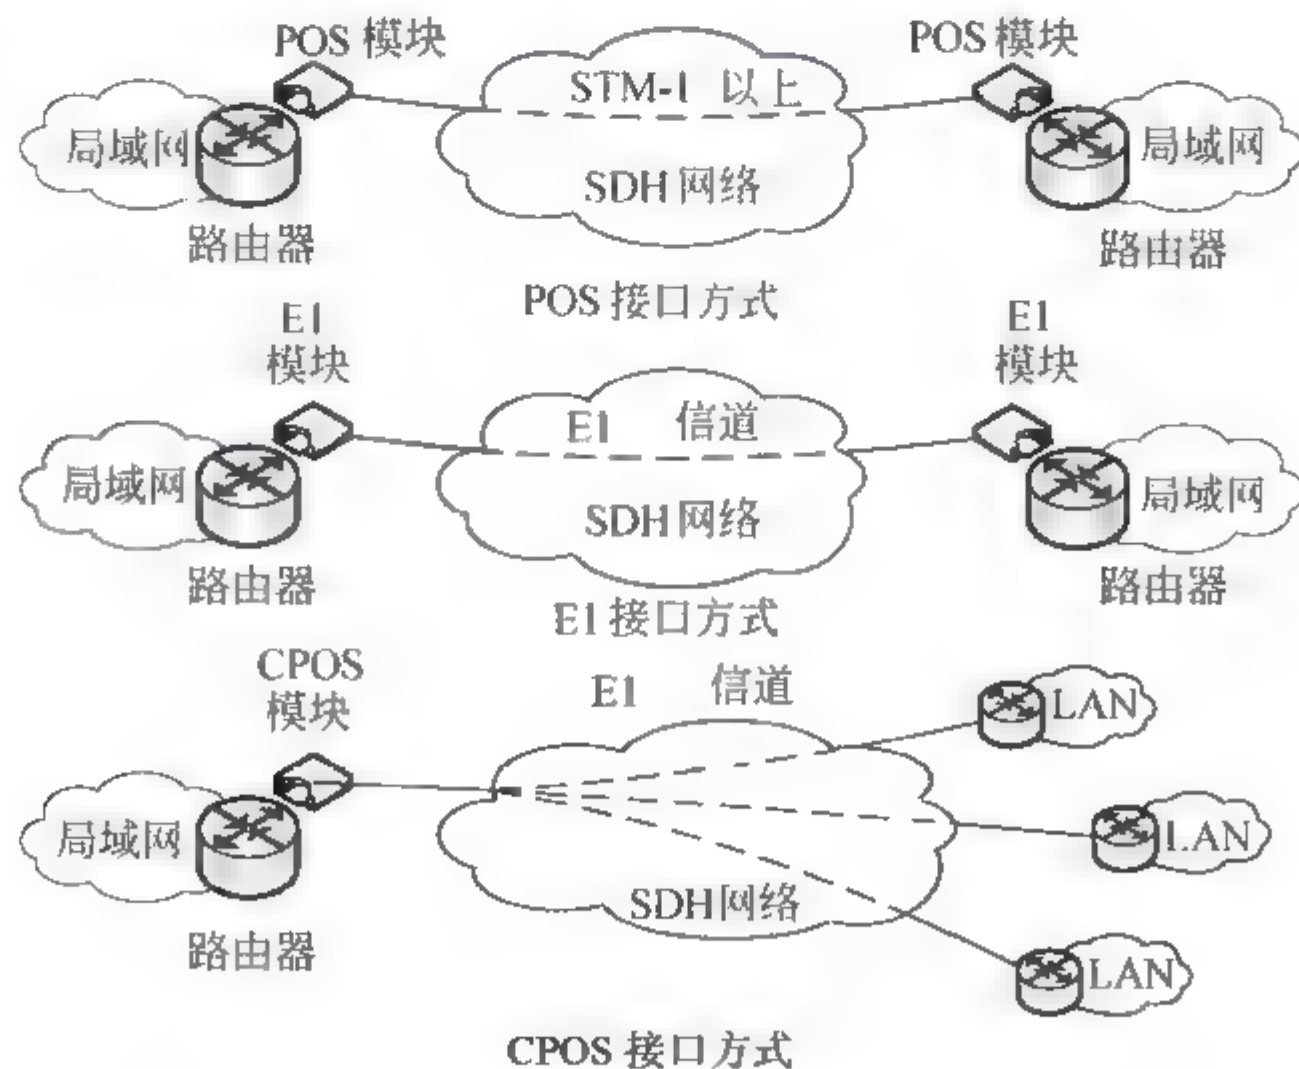 POS 模块
POS 模块
STM-1 以上
局域网
局域网
SDH 网络
路由器
路由器
POS 接口方式
E1
模块
E1
模块
E1 信道
局域网
局域网
SDH 网络
路由器
路由器
E1 接口方式
CPOS
模块
E1 信道
LAN
局域网
LAN
SDH网络
路由器
LAN
CPOS 接口方式